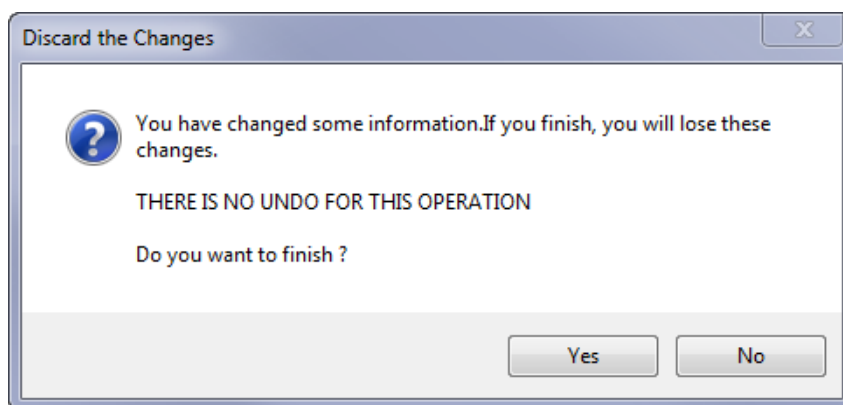 Discard the Changes
You have changed some information.If you finish, you will lose these
changes.
THERE IS NO UNDO FOR THIS OPERATION
Do you want to finish ?
Yes
No